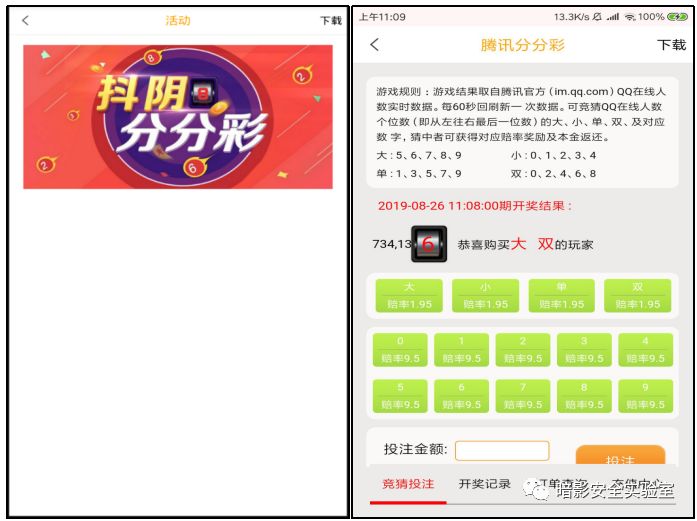 活动
下载
抖阴
8
分分彩
8
2
2
6
上午11:09
13.3K/s
100%
腾讯分分彩
下载
游戏规则：游戏结果取自腾讯官方（im.qq.com）QQ在线人
数实时数据。每60秒回刷新一 次数据。可竞猜QQ在线人数
个位数（即从左往右最后一位数）的大、小、单、双、及对应
数 字，猜中者可获得对应赔率奖励及本金返还。
大：5、6、7、8、9
小：0、1、2、3、4
单：1、3、5、7、9
双：0、2、4、6、8
2019-08-26 11:08:00期开奖结果：
734,13 6 恭喜购买大 双的玩家
大 小 单 双
赔率1.95 赔率1.95 赔率1.95 赔率1.95
0 1 2 3 4
赔率9.5 赔率9.5 赔率9.5 赔率9.5 赔率9.5
5 6 7 8 9
赔率9.5 赔率9.5 赔率9.5 赔率9.5 赔率9.5
投注金额:
投注
竞猜投注 开奖记录 订单查询 充值中心
暗影安全实验室